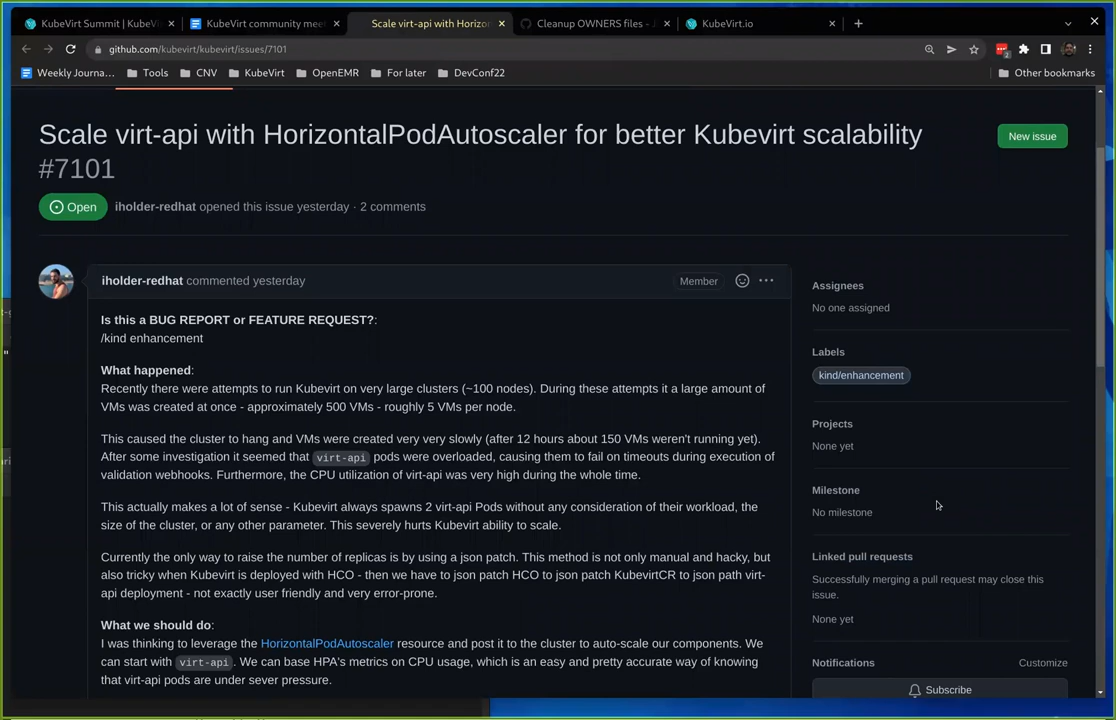 KubeVirt Summit | KubeVi
KubeVirt community mee
Scale virt-api with Horizon
Cleanup OWNERS files - A
KubeVirt.io
github.com/kubevirt/kubevirt/issues/7101
Weekly Journa...
Tools
CNV
KubeVirt
OpenEMR
For later
DevConf22
Other bookmarks
Scale virt-api with HorizontalPodAutoscaler for better Kubevirt scalability
#7101
New issue
Open
iholder-redhat opened this issue yesterday · 2 comments
iholder-redhat commented yesterday
Member
Is this a BUG REPORT or FEATURE REQUEST?:
/kind enhancement
What happened:
Recently there were attempts to run Kubevirt on very large clusters (~100 nodes). During these attempts it a large amount of
VMs was created at once - approximately 500 VMs - roughly 5 VMs per node.
This caused the cluster to hang and VMs were created very very slowly (after 12 hours about 150 VMs weren't running yet).
After some investigation it seemed that virt-api pods were overloaded, causing them to fail on timeouts during execution of
validation webhooks. Furthermore, the CPU utilization of virt-api was very high during the whole time.
This actually makes a lot of sense - Kubevirt always spawns 2 virt-api Pods without any consideration of their workload, the
size of the cluster, or any other parameter. This severely hurts Kubevirt ability to scale.
Currently the only way to raise the number of replicas is by using a json patch. This method is not only manual and hacky, but
also tricky when Kubevirt is deployed with HCO - then we have to json patch HCO to json patch KubevirtCR to json path virt-
api deployment - not exactly user friendly and very error-prone.
What we should do:
I was thinking to leverage the HorizontalPodAutoscaler resource and post it to the cluster to auto-scale our components. We
can start with virt-api. We can base HPA's metrics on CPU usage, which is an easy and pretty accurate way of knowing
that virt-api pods are under sever pressure.
Assignees
No one assigned
Labels
kind/enhancement
Projects
None yet
Milestone
No milestone
Linked pull requests
Successfully merging a pull request may close this
issue.
None yet
Notifications
Customize
Subscribe